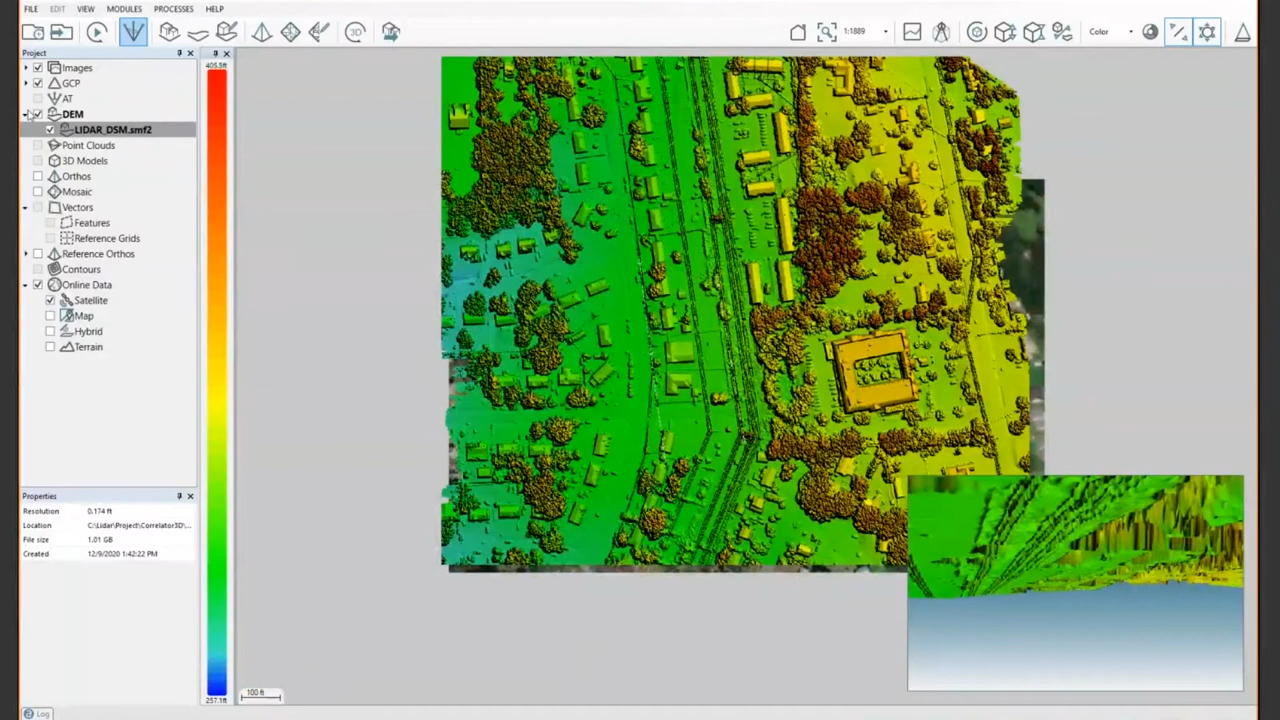 FILE EDIT VIEW MODULES PROCESSES HELP
3D 1:1889 Color
Project
405.5ft
Images
GCP
AT
DEM
LIDAR_DSM.smf2
Point Clouds
3D Models
Orthos
Mosaic
Vectors
Features
Reference Grids
Reference Orthos
Contours
Online Data
Satellite
Map
Hybrid
Terrain
Properties
Resolution 0.174 ft
Location C:\Lidar\Project\Correlator3D\...
File size 1.01 GB
Created 12/9/2020 1:42:22 PM
257.1ft
100 ft
Log